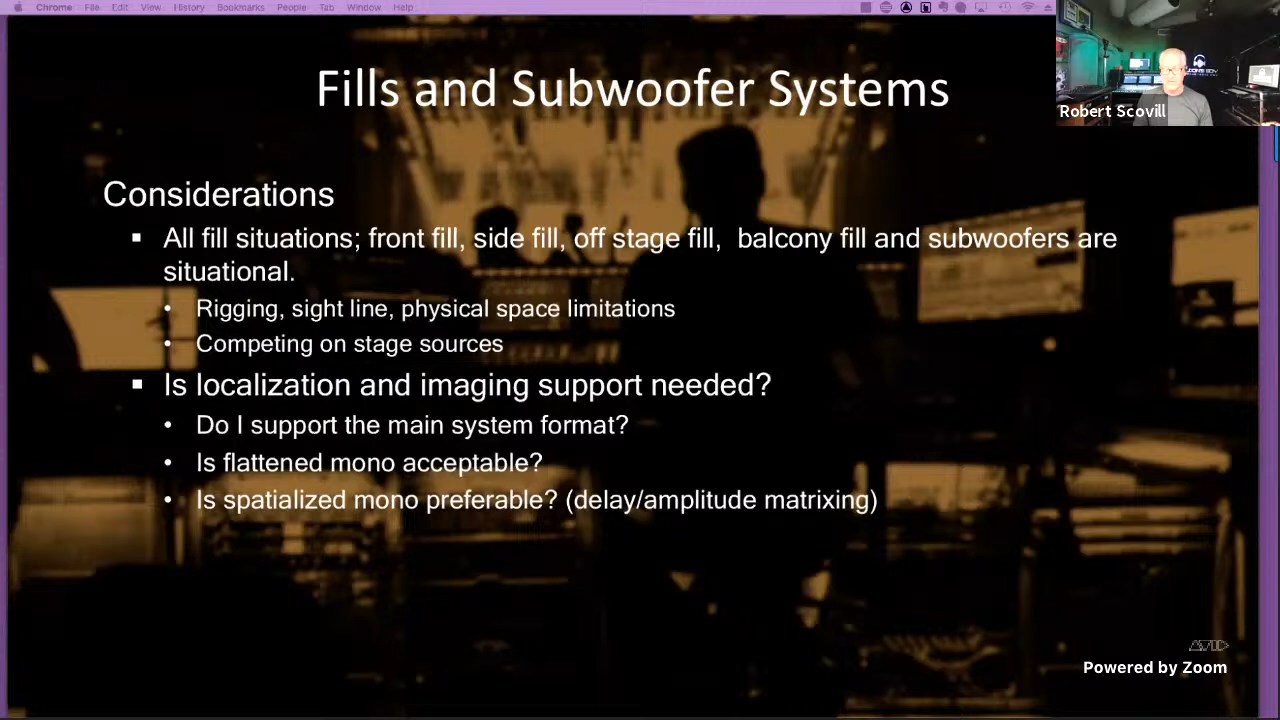 Chrome File Edit View History Bookmarks People Tab Window Help
Robert Scovill
Fills and Subwoofer Systems
Considerations
▪ All fill situations; front fill, side fill, off stage fill,  balcony fill and subwoofers are
situational.
• Rigging, sight line, physical space limitations
• Competing on stage sources
▪ Is localization and imaging support needed?
• Do I support the main system format?
• Is flattened mono acceptable?
• Is spatialized mono preferable? (delay/amplitude matrixing)
Powered by Zoom